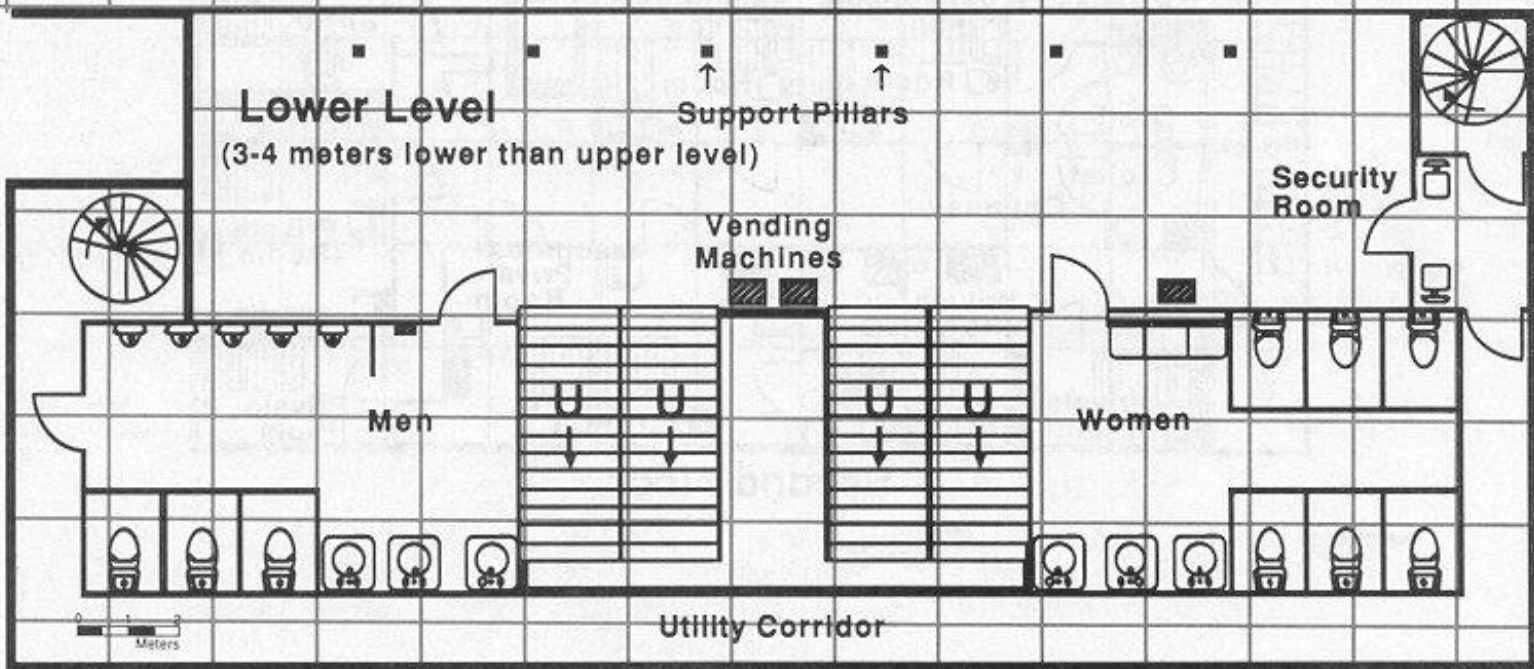 Lower Level
(3-4 meters lower than upper level)
Support Pillars
Security
Room
Vending
Machines
Men
U U U U
Women
0 1 2
Meters
Utility Corridor